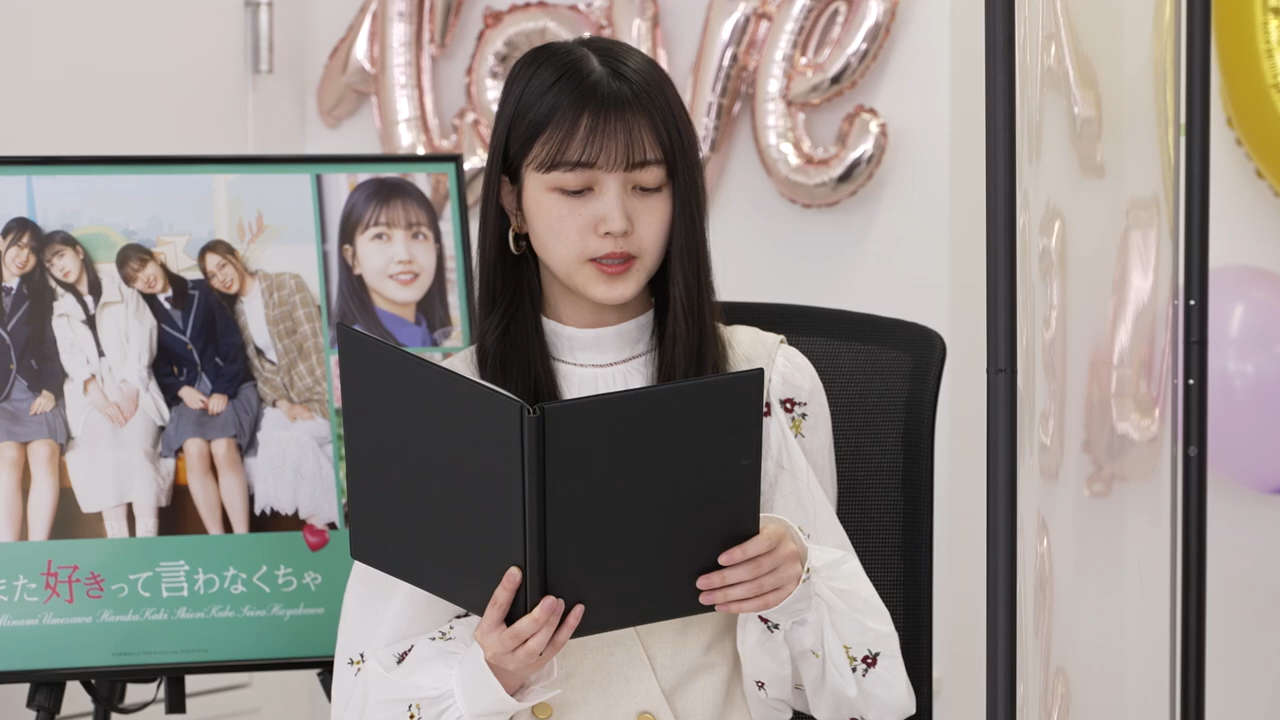 love
また好きって言わなくちゃ
Minami Umezawa Haruka Kaki Shiori Kubo Seira Hayakawa